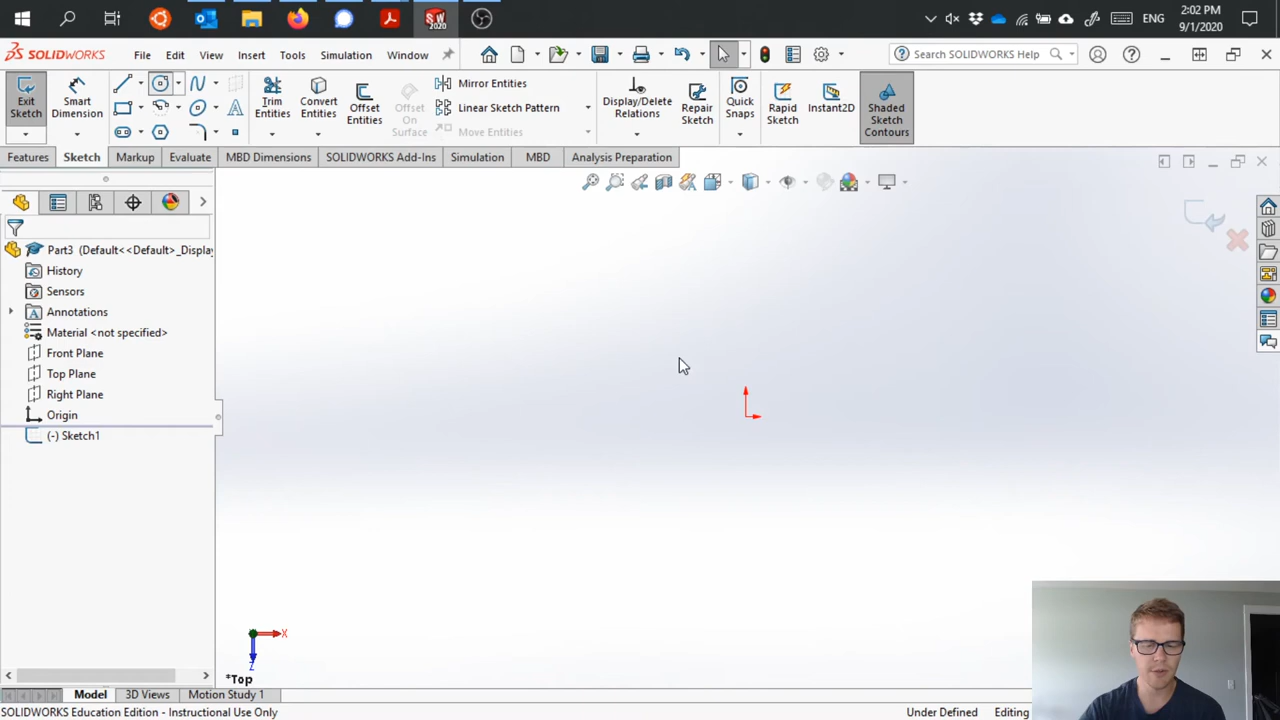 2:02 PM
ENG
9/1/2020
SW
2020
SOLIDWORKS File Edit View Insert Tools Simulation Window
Search SOLIDWORKS Help
Exit Sketch
Smart Dimension
Trim Entities
Convert Entities
Offset Entities
Offset On Surface
Mirror Entities
Linear Sketch Pattern
Move Entities
Display/Delete Relations
Repair Sketch
Quick Snaps
Rapid Sketch
Instant2D
Shaded Sketch Contours
Features Sketch Markup Evaluate MBD Dimensions SOLIDWORKS Add-Ins Simulation MBD Analysis Preparation
Part3 (Default<<Default>_Displa
History
Sensors
Annotations
Material <not specified>
Front Plane
Top Plane
Right Plane
Origin
(-) Sketch1
X
Z
*Top
Model 3D Views Motion Study 1
SOLIDWORKS Education Edition - Instructional Use Only
Under Defined
Editing